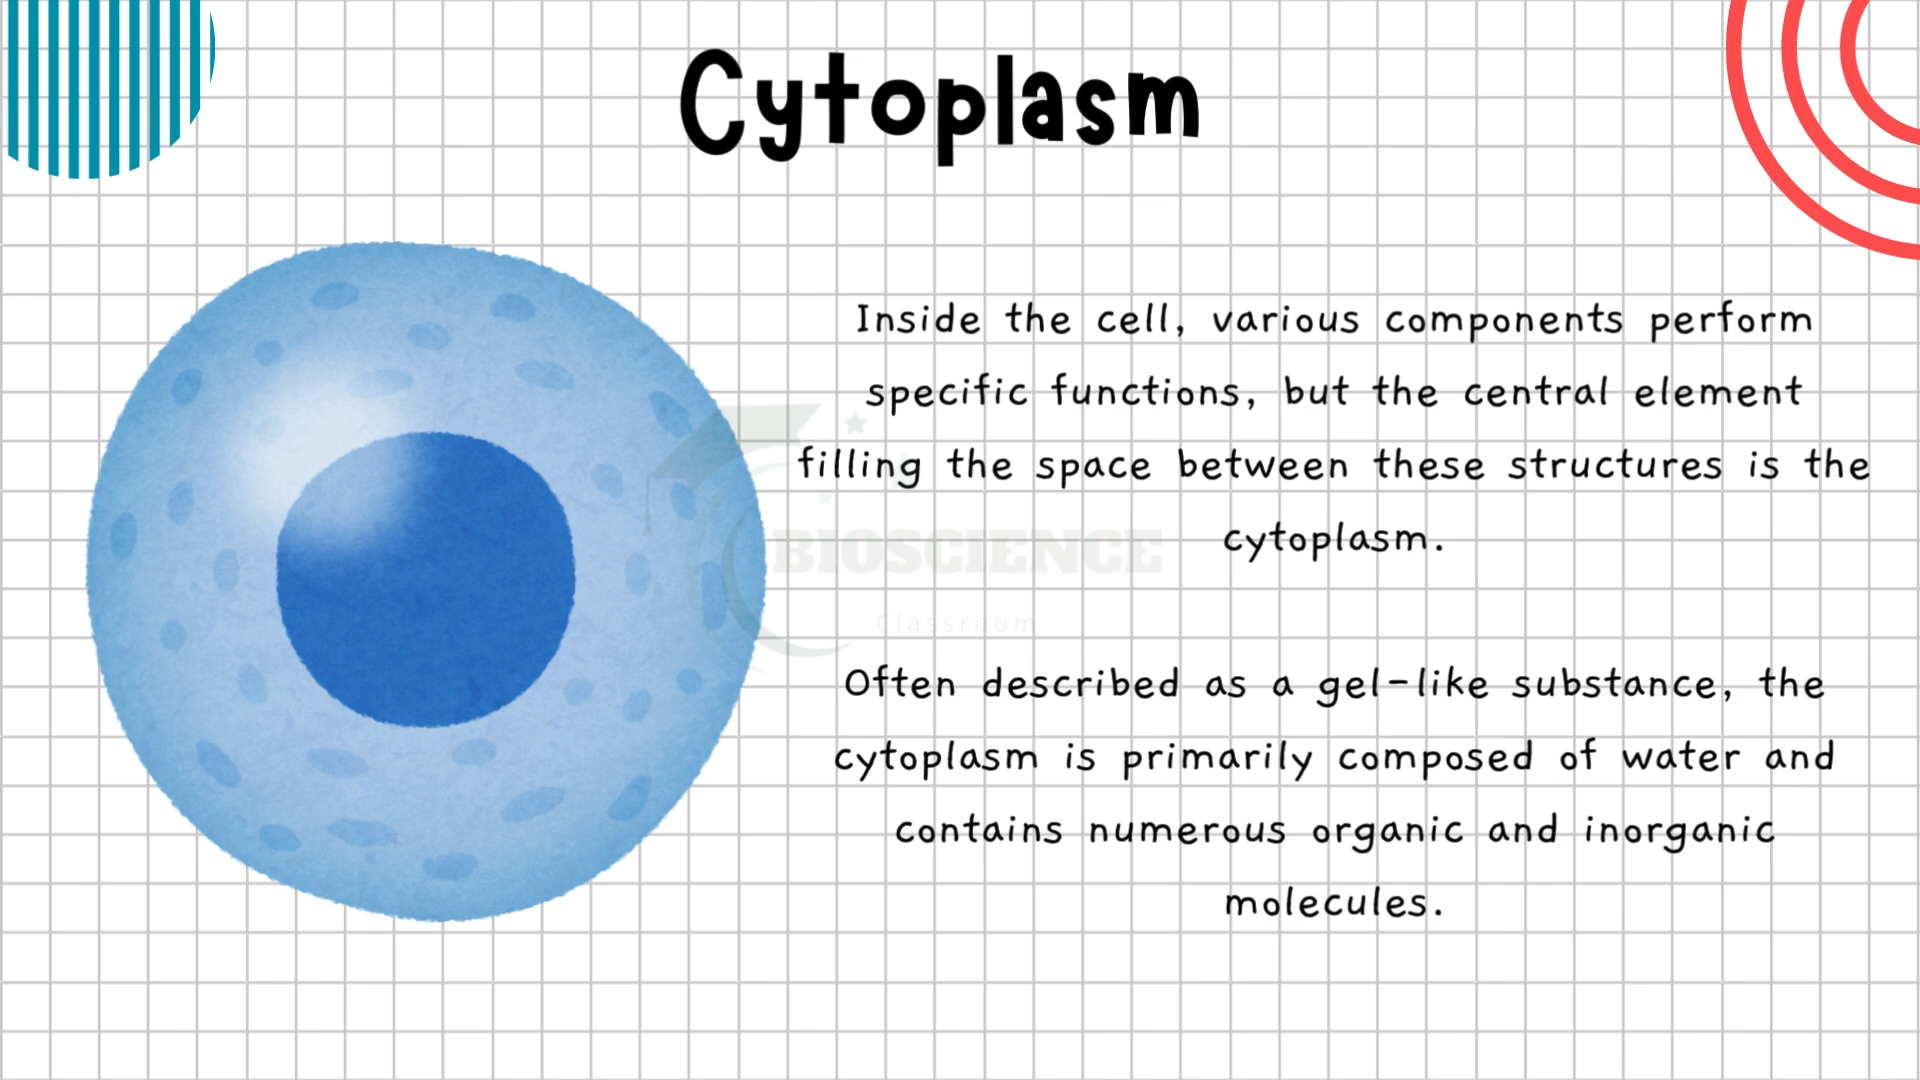 Cytoplasm
Inside the cell, various components perform
specific functions, but the central element
filling the space between these structures is the
cytoplasm.
BIOSCIENCE
Classroom
Often described as a gel-like substance, the
cytoplasm is primarily composed of water and
contains numerous organic and inorganic
molecules.